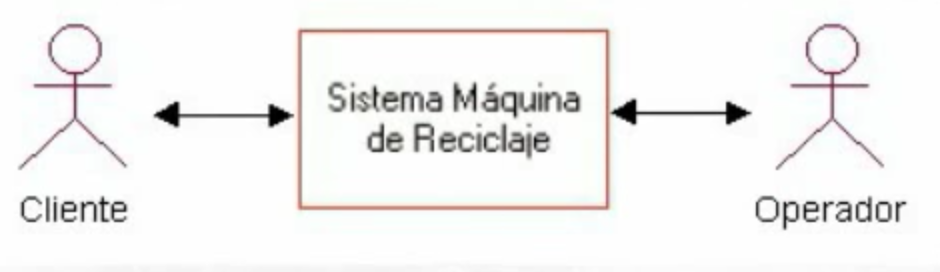 Sistema Máquina
de Reciclaje
Cliente
Operador